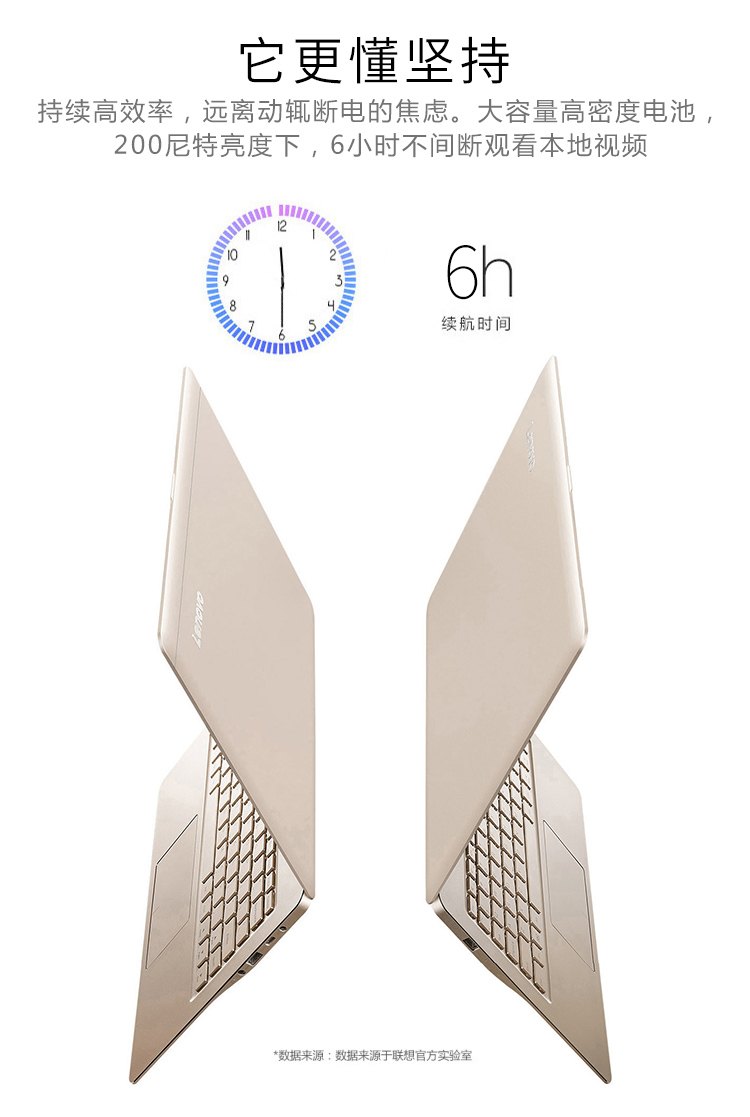 它更懂坚持
持续高效率，远离动辄断电的焦虑。大容量高密度电池，
200尼特亮度下，6小时不间断观看本地视频
12
11
1
10
2
9
3
8
4
7
5
6
6h
续航时间
Lenovo
*数据来源：数据来源于联想官方实验室